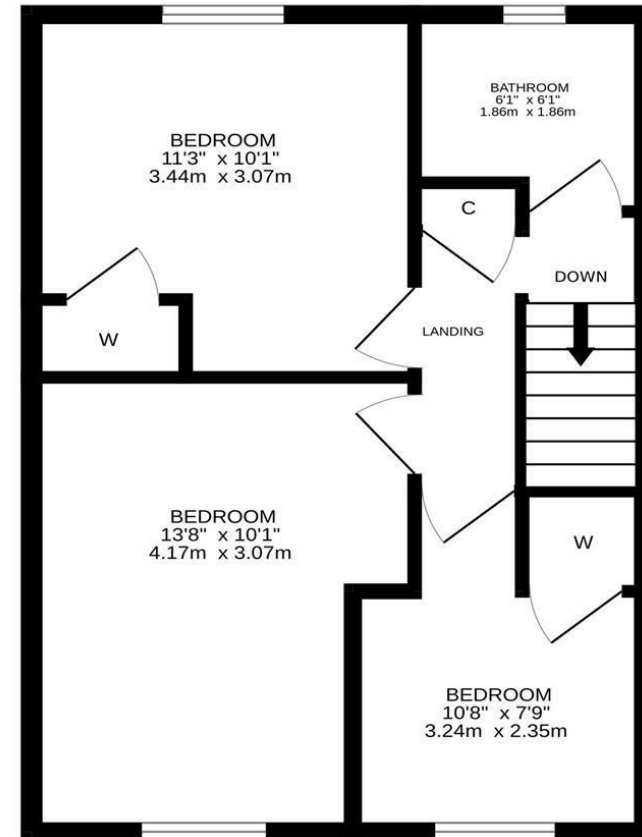 BATHROOM
6'1" x 6'1"
1.86m x 1.86m
BEDROOM
11'3" x 10'1"
3.44m x 3.07m
C
DOWN
LANDING
W
BEDROOM
13'8" x 10'1"
4.17m x 3.07m
W
BEDROOM
10'8" x 7'9"
3.24m x 2.35m